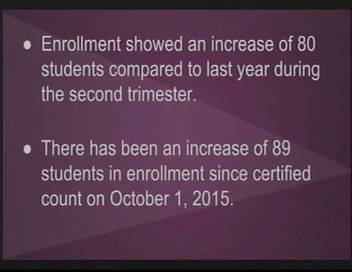 ● Enrollment showed an increase of 80
students compared to last year during
the second trimester.
● There has been an increase of 89
students in enrollment since certified
count on October 1, 2015.